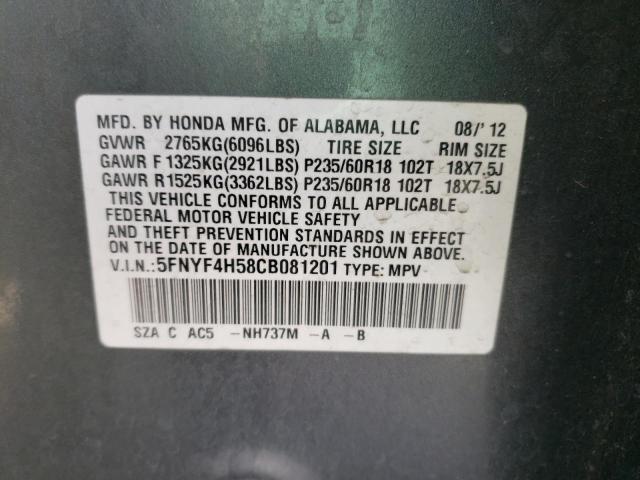 MFD. BY HONDA MFG. OF ALABAMA, LLC 08/'12
GVWR 2765KG(6096LBS) TIRE SIZE RIM SIZE
GAWR F 1325KG(2921LBS) P235/60R18 102T 18X7.5J
GAWR R 1525KG(3362LBS) P235/60R18 102T 18X7.5J
THIS VEHICLE CONFORMS TO ALL APPLICABLE
FEDERAL MOTOR VEHICLE SAFETY
AND THEFT PREVENTION STANDARDS IN EFFECT
ON THE DATE OF MANUFACTURE SHOWN ABOVE.
V.I.N.:5FNYF4H58CB081201 TYPE: MPV
SZA C AC5 -NH737M -A -B